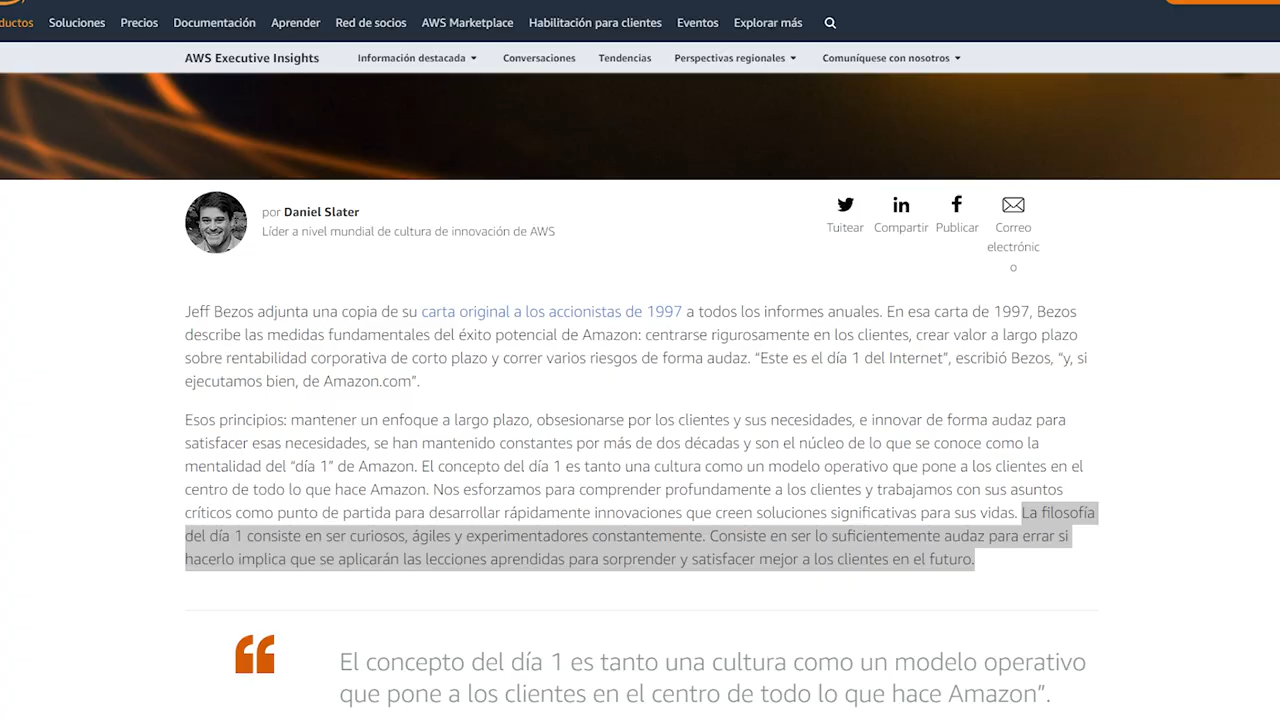 ductos Soluciones Precios Documentación Aprender Red de socios AWS Marketplace Habilitación para clientes Eventos Explorar más
AWS Executive Insights Información destacada Conversaciones Tendencias Perspectivas regionales Comuníquese con nosotros
por Daniel Slater
Líder a nivel mundial de cultura de innovación de AWS
Tuitear Compartir Publicar Correo
electrónic
o
Jeff Bezos adjunta una copia de su carta original a los accionistas de 1997 a todos los informes anuales. En esa carta de 1997, Bezos
describe las medidas fundamentales del éxito potencial de Amazon: centrarse rigurosamente en los clientes, crear valor a largo plazo
sobre rentabilidad corporativa de corto plazo y correr varios riesgos de forma audaz. “Este es el día 1 del Internet”, escribió Bezos, “y, si
ejecutamos bien, de Amazon.com”.
Esos principios: mantener un enfoque a largo plazo, obsesionarse por los clientes y sus necesidades, e innovar de forma audaz para
satisfacer esas necesidades, se han mantenido constantes por más de dos décadas y son el núcleo de lo que se conoce como la
mentalidad del “día 1” de Amazon. El concepto del día 1 es tanto una cultura como un modelo operativo que pone a los clientes en el
centro de todo lo que hace Amazon. Nos esforzamos para comprender profundamente a los clientes y trabajamos con sus asuntos
críticos como punto de partida para desarrollar rápidamente innovaciones que creen soluciones significativas para sus vidas. La filosofía
del día 1 consiste en ser curiosos, ágiles y experimentadores constantemente. Consiste en ser lo suficientemente audaz para errar si
hacerlo implica que se aplicarán las lecciones aprendidas para sorprender y satisfacer mejor a los clientes en el futuro.
El concepto del día 1 es tanto una cultura como un modelo operativo
que pone a los clientes en el centro de todo lo que hace Amazon”.